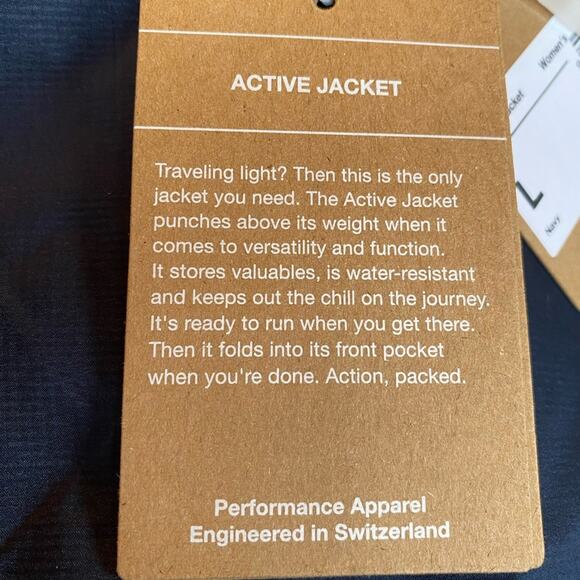 ACTIVE JACKET
Traveling light? Then this is the only
jacket you need. The Active Jacket
punches above its weight when it
comes to versatility and function.
It stores valuables, is water-resistant
and keeps out the chill on the journey.
It's ready to run when you get there.
Then it folds into its front pocket
when you're done. Action, packed.
Performance Apparel
Engineered in Switzerland
Women's
L
Navy